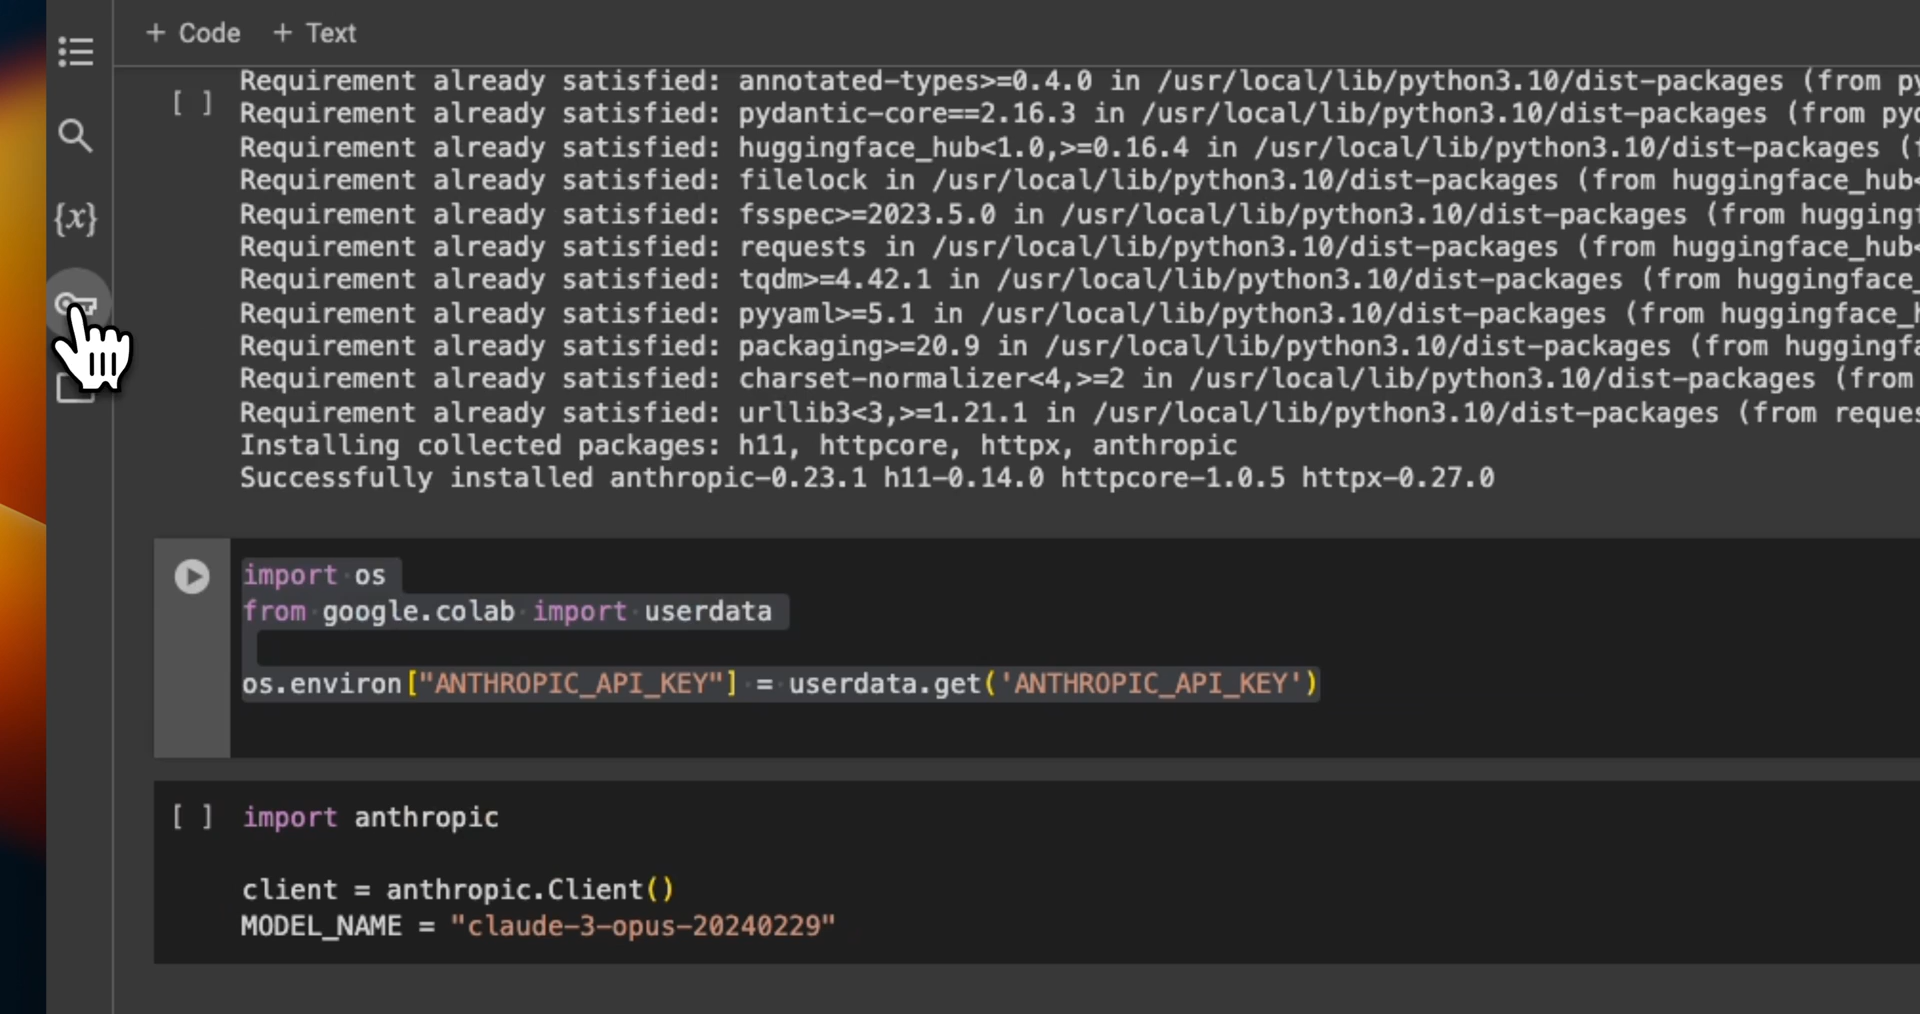 + Code + Text
[ ] Requirement already satisfied: annotated-types>=0.4.0 in /usr/local/lib/python3.10/dist-packages (from py
Requirement already satisfied: pydantic-core==2.16.3 in /usr/local/lib/python3.10/dist-packages (from pyd
Requirement already satisfied: huggingface_hub<1.0,>=0.16.4 in /usr/local/lib/python3.10/dist-packages (f
Requirement already satisfied: filelock in /usr/local/lib/python3.10/dist-packages (from huggingface_hub<
Requirement already satisfied: fsspec>=2023.5.0 in /usr/local/lib/python3.10/dist-packages (from huggingf
Requirement already satisfied: requests in /usr/local/lib/python3.10/dist-packages (from huggingface_hub<
Requirement already satisfied: tqdm>=4.42.1 in /usr/local/lib/python3.10/dist-packages (from huggingface_
Requirement already satisfied: pyyaml>=5.1 in /usr/local/lib/python3.10/dist-packages (from huggingface_h
Requirement already satisfied: packaging>=20.9 in /usr/local/lib/python3.10/dist-packages (from huggingfa
Requirement already satisfied: charset-normalizer<4,>=2 in /usr/local/lib/python3.10/dist-packages (from
Requirement already satisfied: urllib3<3,>=1.21.1 in /usr/local/lib/python3.10/dist-packages (from reques
Installing collected packages: h11, httpcore, httpx, anthropic
Successfully installed anthropic-0.23.1 h11-0.14.0 httpcore-1.0.5 httpx-0.27.0
{x}
import os
from google.colab import userdata
os.environ["ANTHROPIC_API_KEY"] = userdata.get('ANTHROPIC_API_KEY')
[ ] import anthropic
client = anthropic.Client()
MODEL_NAME = "claude-3-opus-20240229"